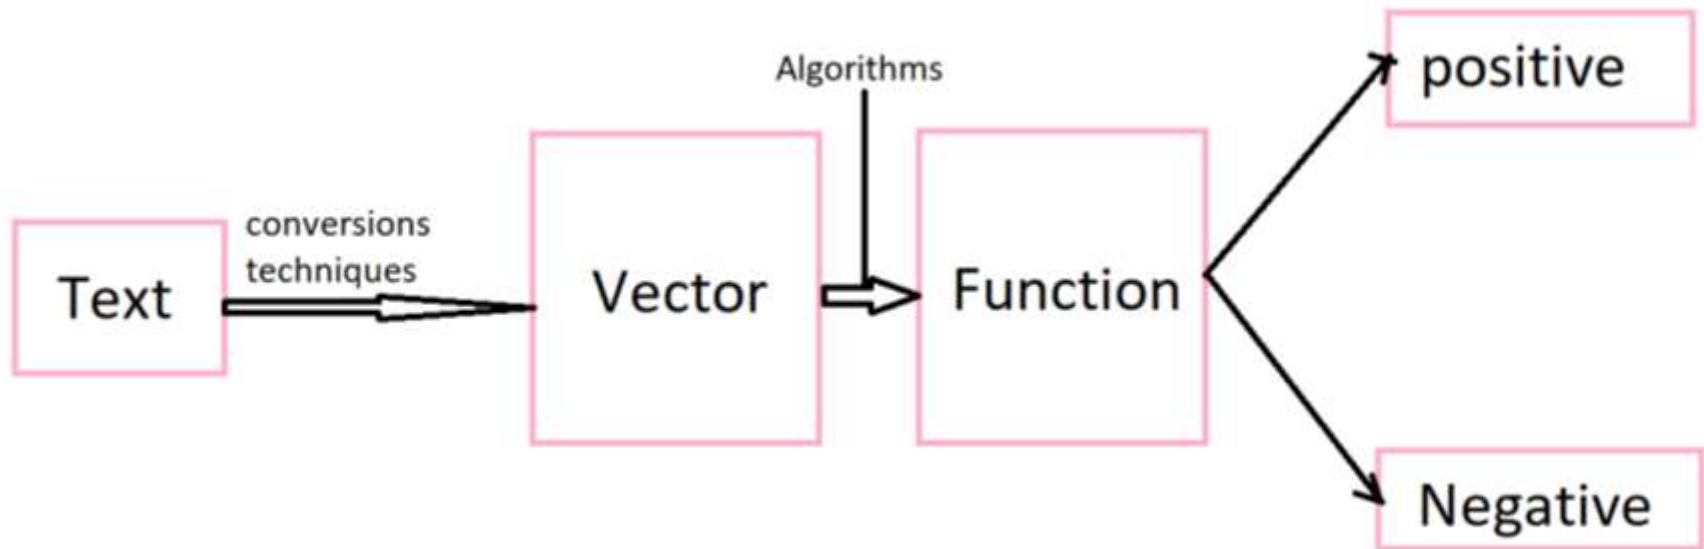 Text
conversions
techniques
Vector
Algorithms
Function
positive
Negative